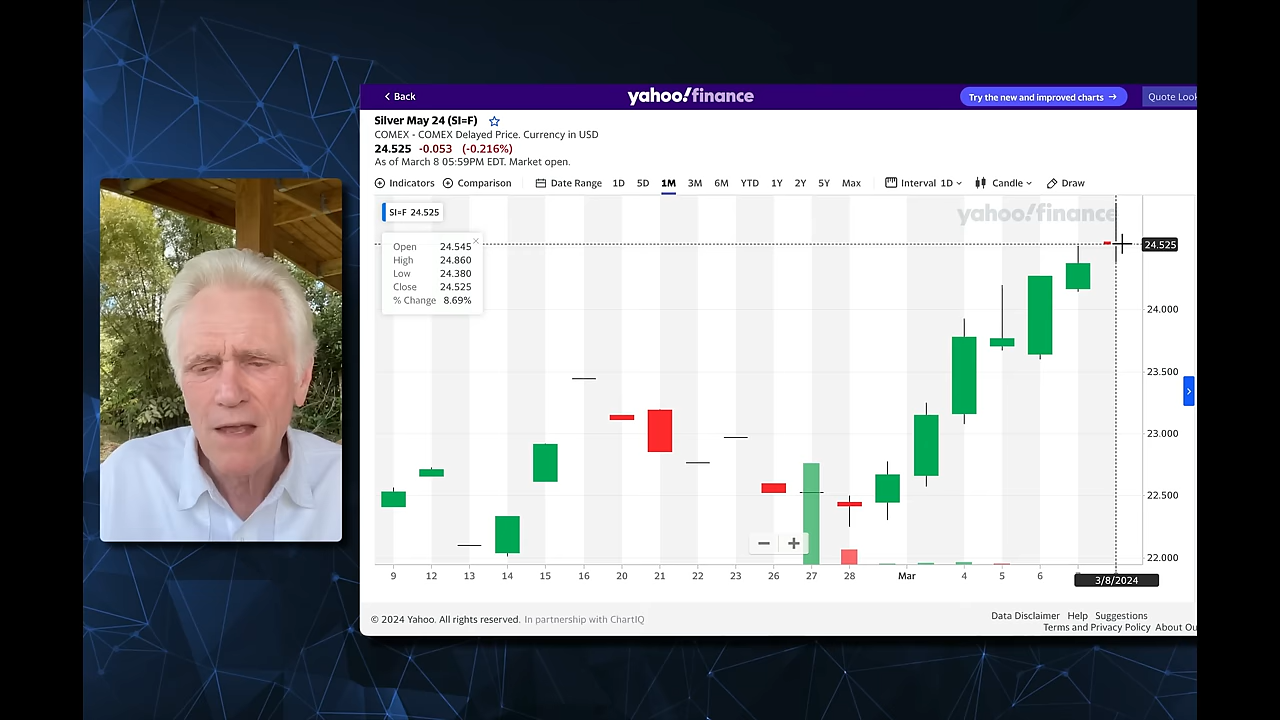 Back
yahoo!finance
Try the new and improved charts →
Quote Look
Silver May 24 (SI=F)
COMEX - COMEX Delayed Price. Currency in USD
24.525 -0.053 (-0.216%)
As of March 8 05:59PM EDT. Market open.
Indicators Comparison Date Range 1D 5D 1M 3M 6M YTD 1Y 2Y 5Y Max Interval 1D Candle Draw
SI=F 24.525
yahoo!finance
Open 24.545
High 24.860
Low 24.380
Close 24.525
% Change 8.69%
24.525
24.000
23.500
23.000
22.500
22.000
9 12 13 14 15 16 20 21 22 23 26 27 28 Mar 4 5 6
3/8/2024
© 2024 Yahoo. All rights reserved. In partnership with ChartIQ
Data Disclaimer Help Suggestions
Terms and Privacy Policy About Ou